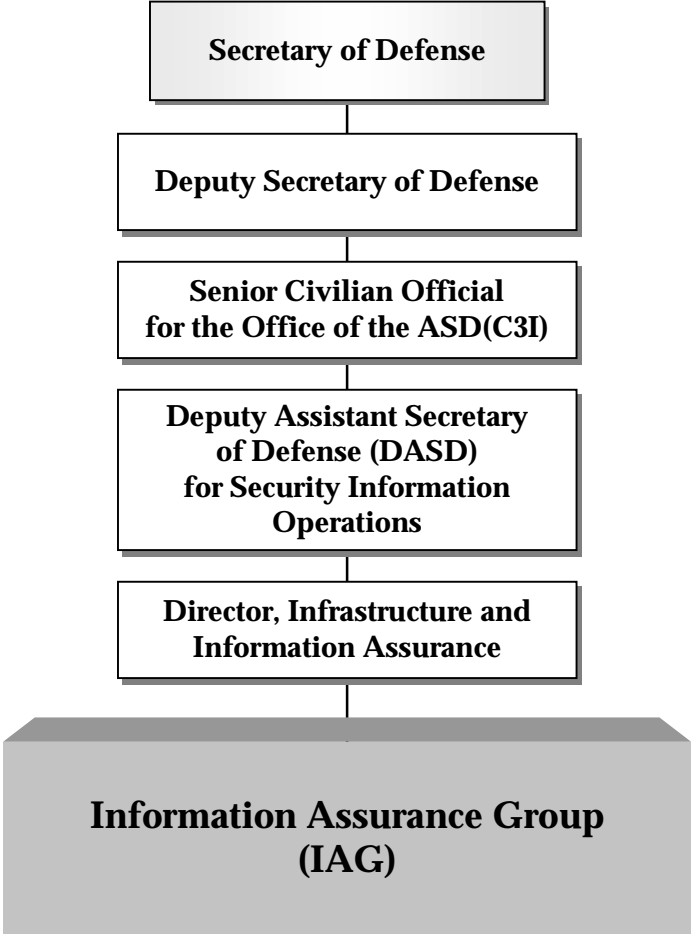 Secretary of Defense
Deputy Secretary of Defense
Senior Civilian Official
for the Office of the ASD(C3I)
Deputy Assistant Secretary
of Defense (DASD)
for Security Information
Operations
Director, Infrastructure and
Information Assurance
Information Assurance Group
(IAG)